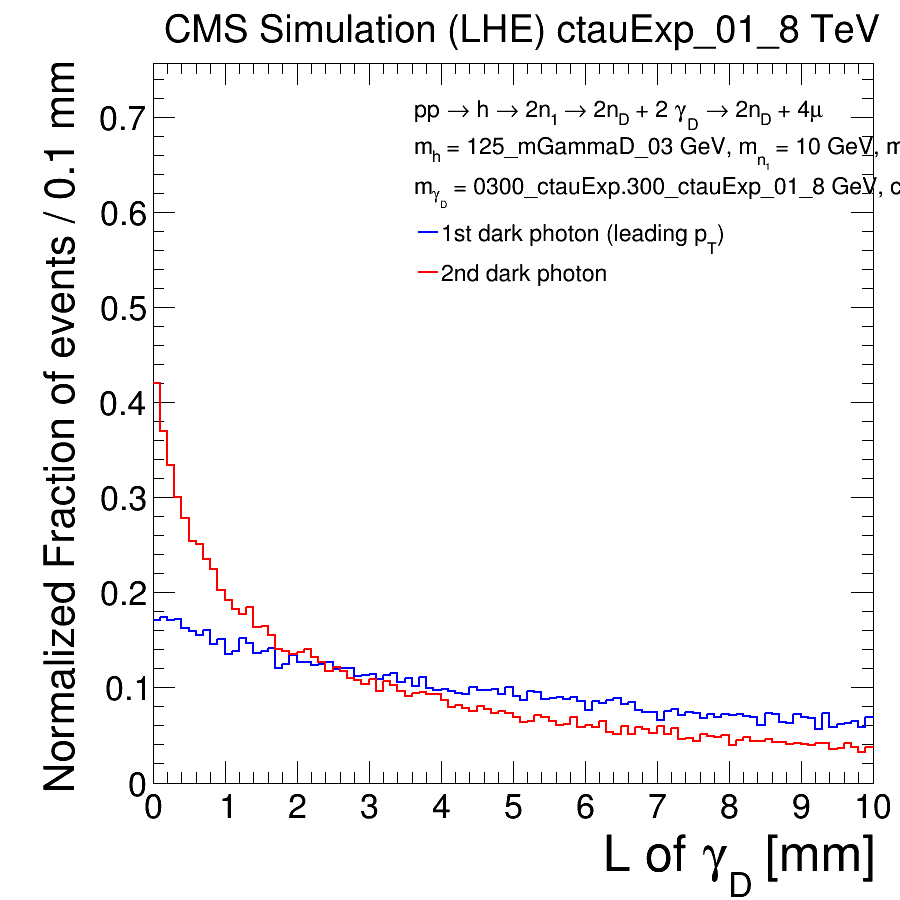 CMS Simulation (LHE) ctauExp_01_8 TeV
pp → h → 2n1 → 2nD + 2 γD → 2nD + 4μ
mh = 125_mGammaD_03 GeV, mn1 = 10 GeV, m
mγD = 0300_ctauExp.300_ctauExp_01_8 GeV, c
1st dark photon (leading pT)
2nd dark photon
Normalized Fraction of events / 0.1 mm
0.7
0.6
0.5
0.4
0.3
0.2
0.1
0
0 1 2 3 4 5 6 7 8 9 10
L of γD [mm]